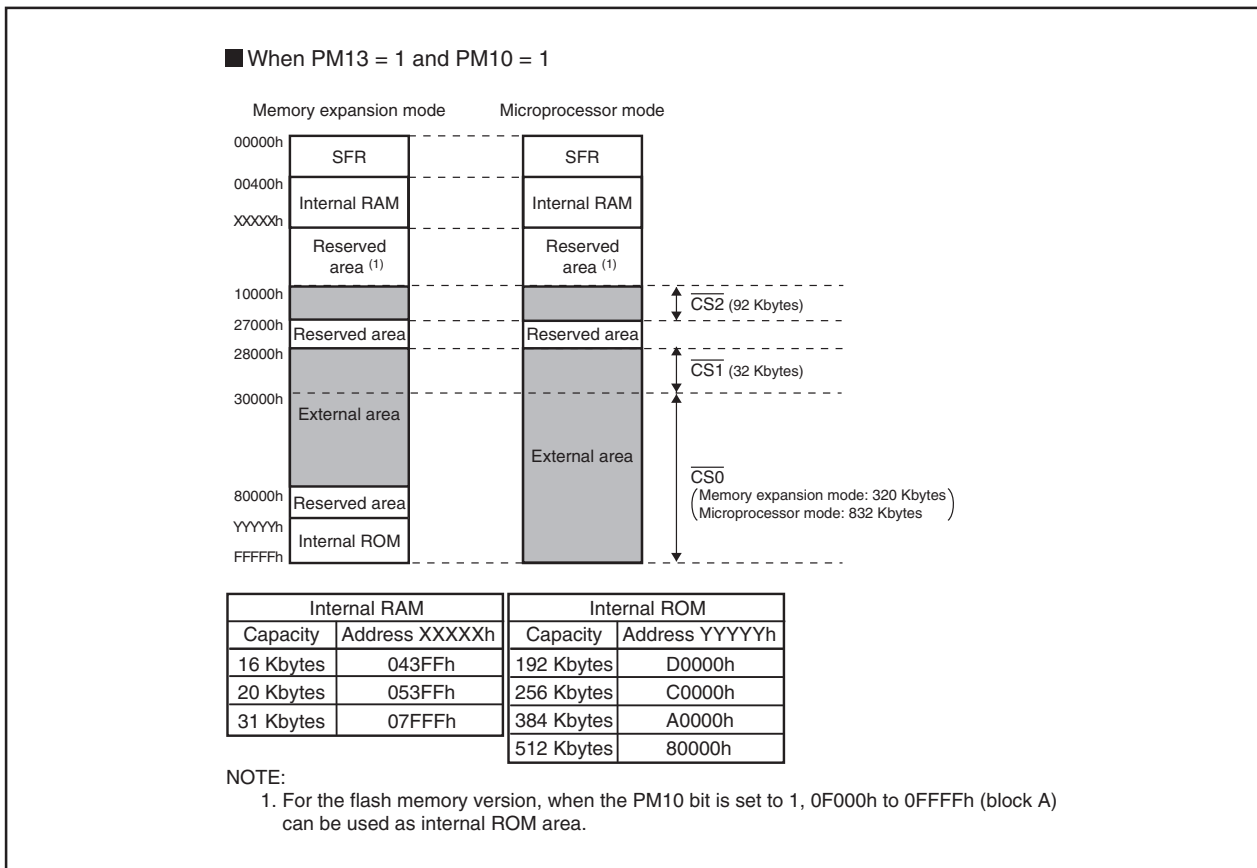 ■ When PM13 = 1 and PM10 = 1
Memory expansion mode Microprocessor mode
00000h
SFR SFR
00400h
Internal RAM Internal RAM
XXXXXh
Reserved area (1) Reserved area (1)
10000h
CS2 (92 Kbytes)
27000h
Reserved area Reserved area
28000h
CS1 (32 Kbytes)
30000h
External area
External area
CS0
(Memory expansion mode: 320 Kbytes
Microprocessor mode: 832 Kbytes)
80000h
Reserved area
YYYYYh
Internal ROM
FFFFFh
Internal RAM Internal ROM
Capacity Address XXXXXh Capacity Address YYYYYh
16 Kbytes 043FFh 192 Kbytes D0000h
20 Kbytes 053FFh 256 Kbytes C0000h
31 Kbytes 07FFFh 384 Kbytes A0000h
512 Kbytes 80000h
NOTE:
1. For the flash memory version, when the PM10 bit is set to 1, 0F000h to 0FFFFh (block A)
can be used as internal ROM area.